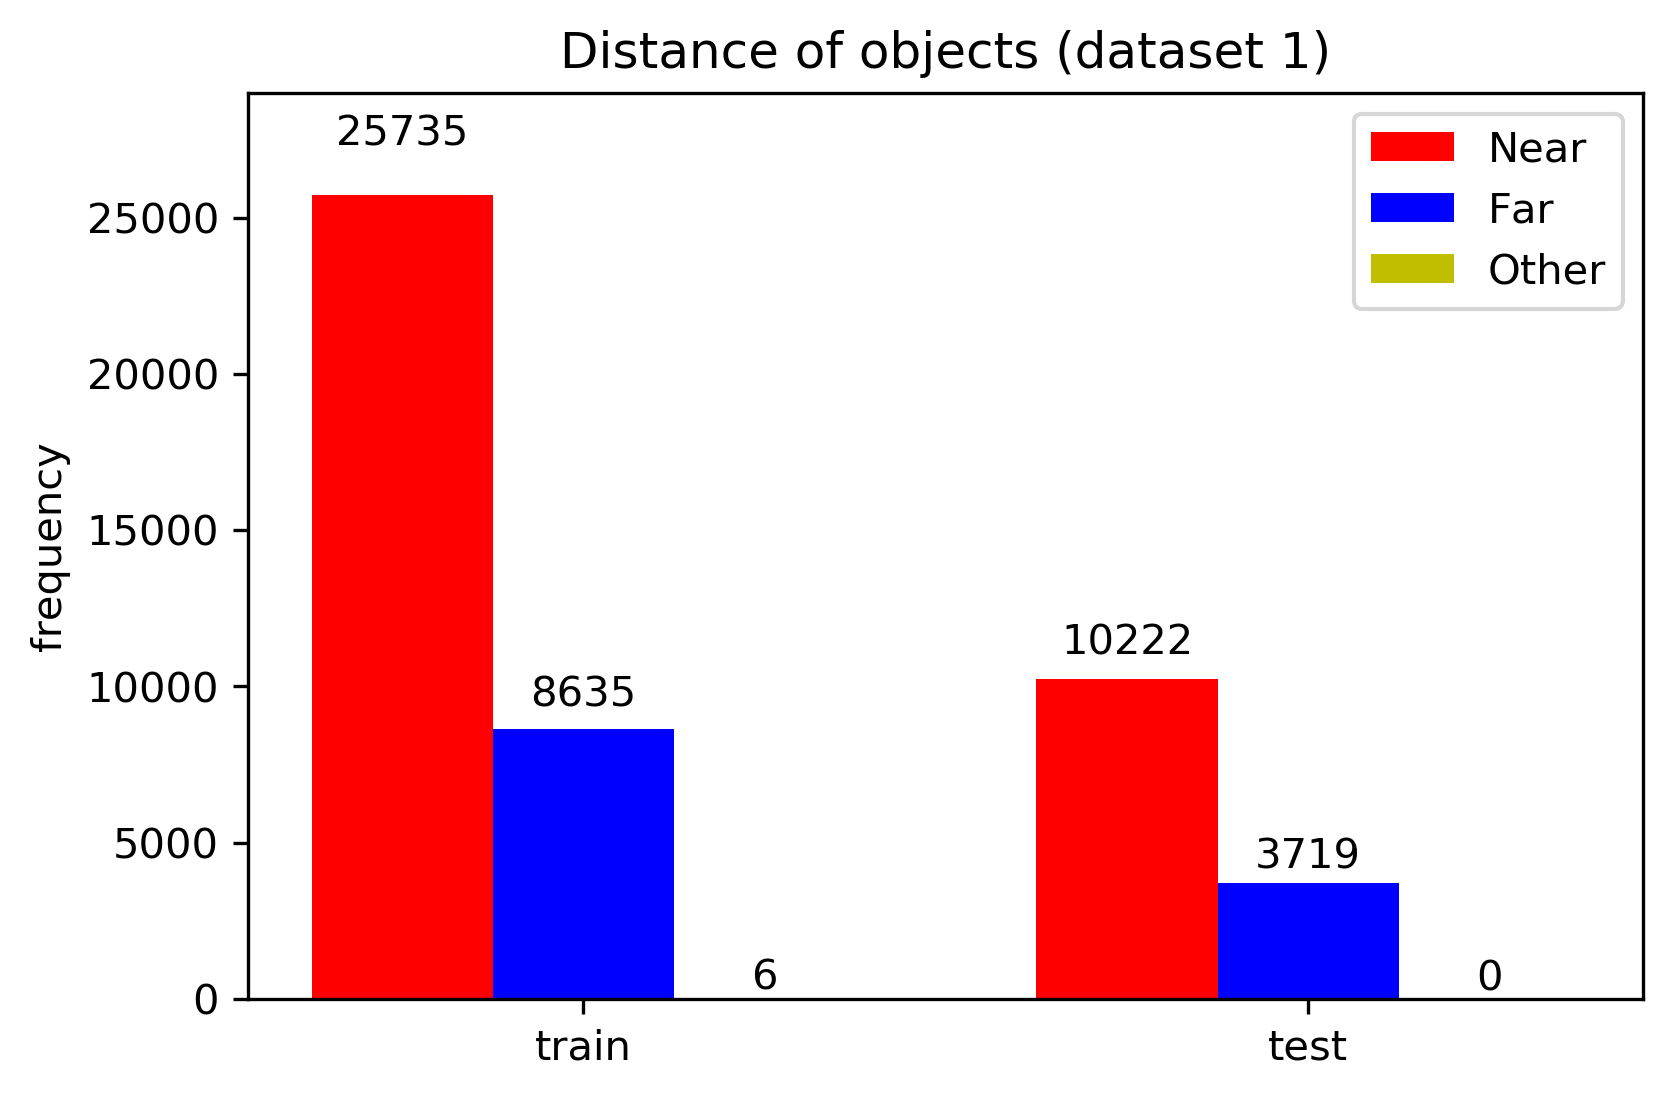 Distance of objects (dataset 1)
25735
Near
Far
Other
25000
20000
15000
10000
5000
0
frequency
8635
6
10222
3719
0
train
test